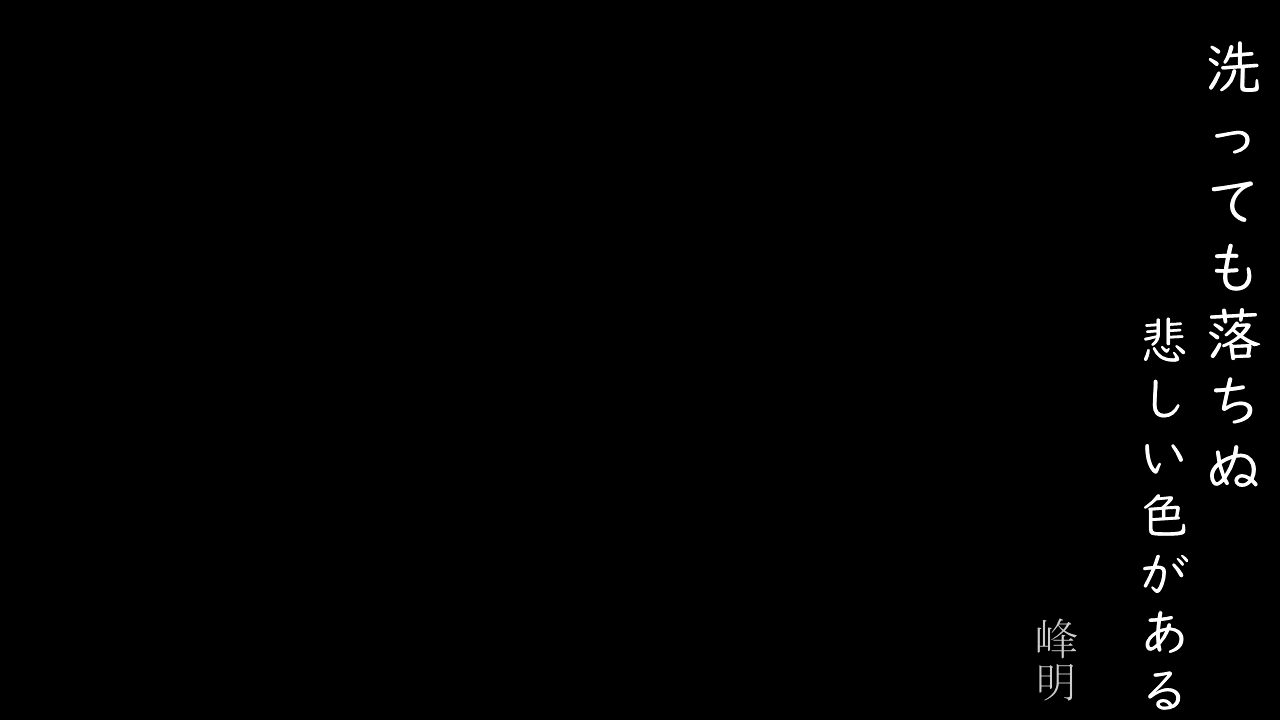 洗っても落ちぬ
悲しい色がある
峰明